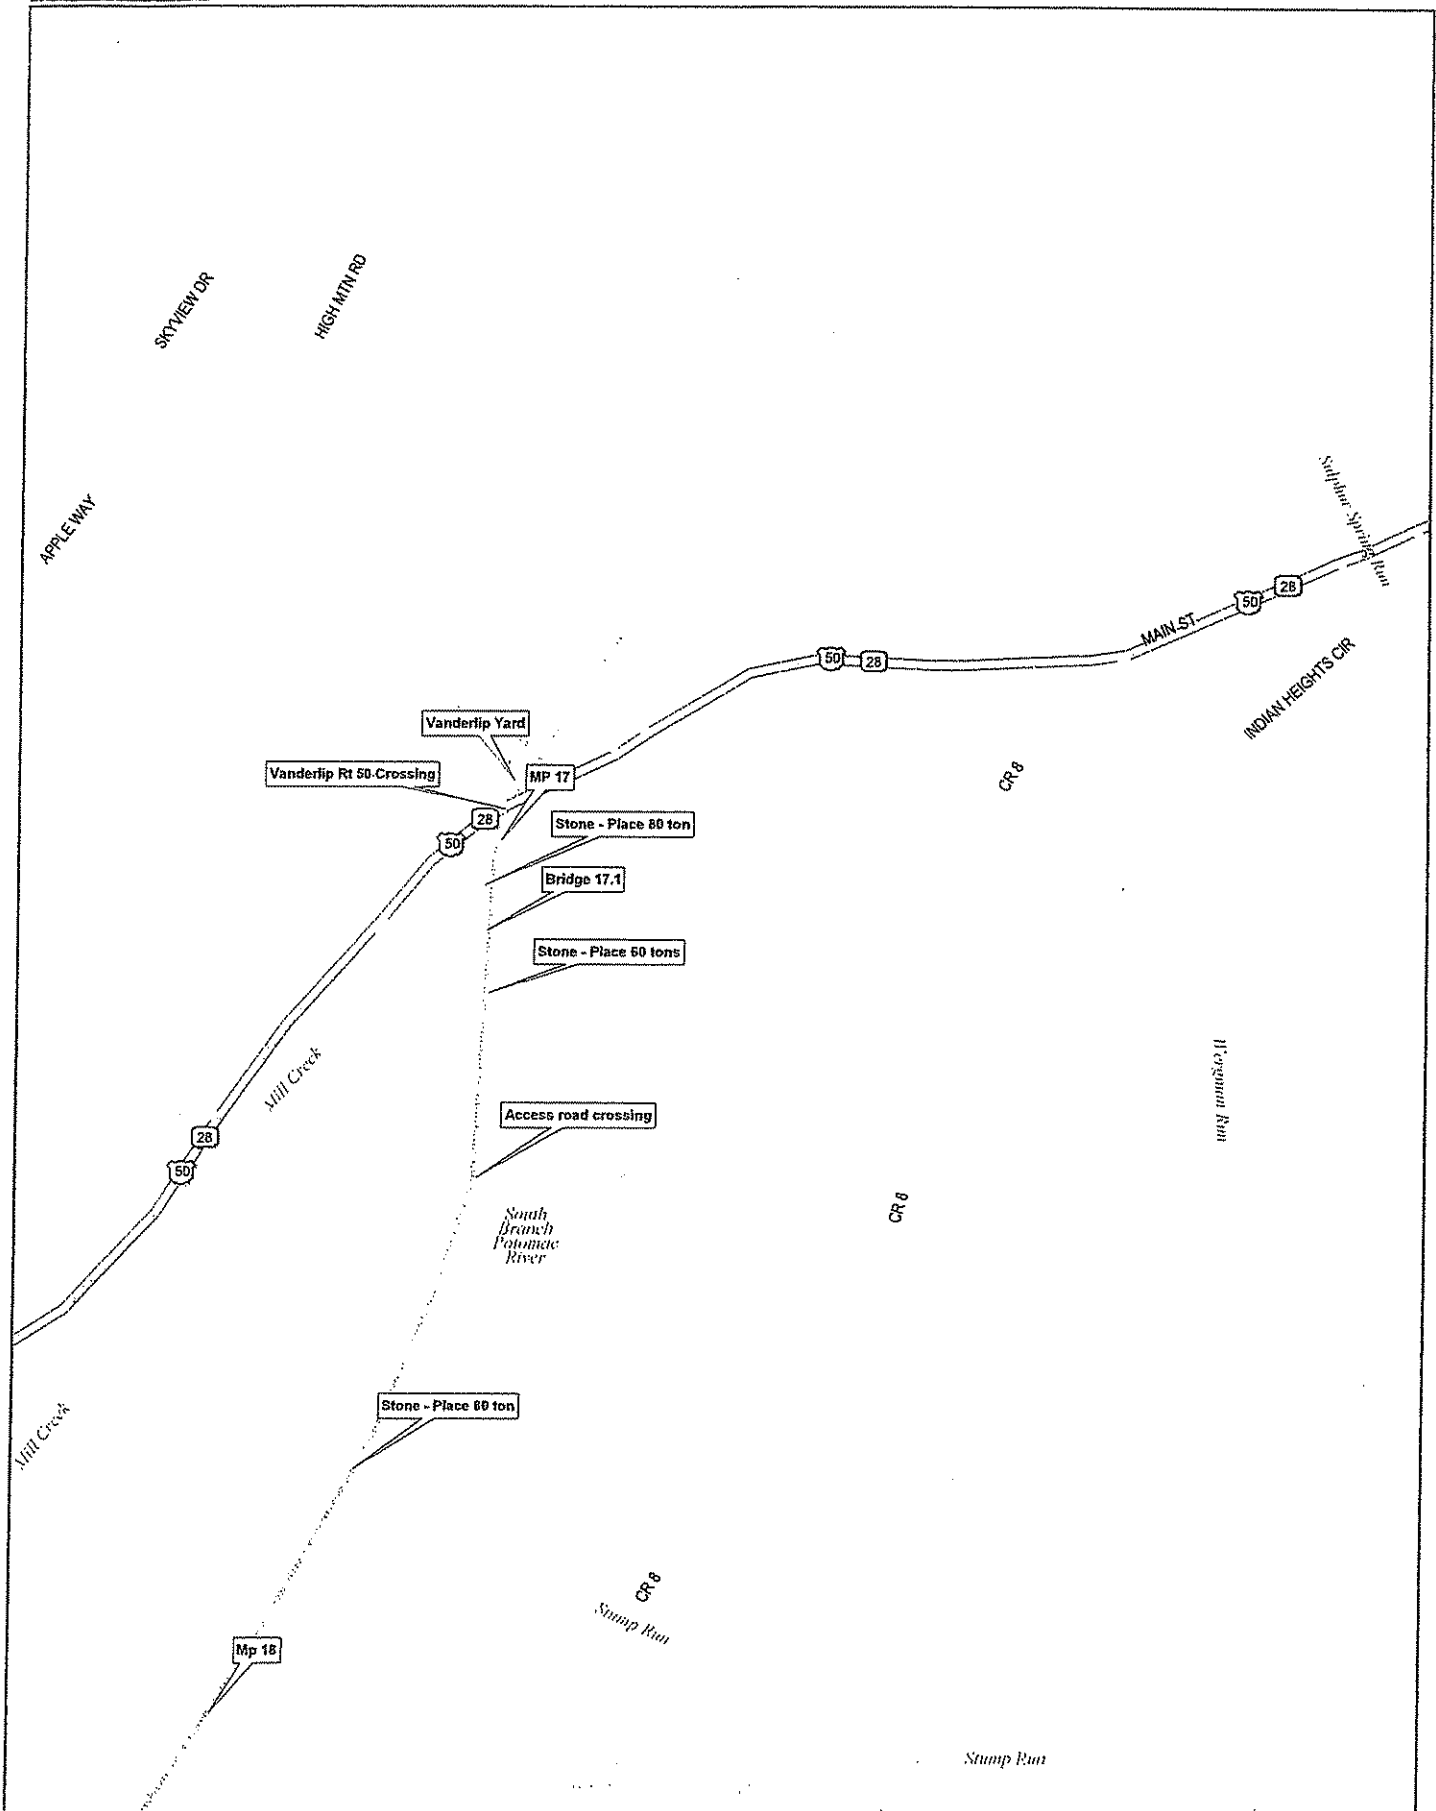 SKYVIEW DR
HIGH MTN RD
APPLE WAY
Sulphur Spring Run
50
28
MAIN ST
INDIAN HEIGHTS CIR
50
28
CR 8
Vanderlip Yard
Vanderlip Rt 50 Crossing
MP 17
28
50
Stone - Place 80 ton
Bridge 17.1
Stone - Place 60 tons
Mill Creek
Run
Access road crossing
28
50
CR 8
South
Branch
Potomac
River
Stone - Place 80 ton
Mill Creek
CR 8
Stump Run
Mp 18
Stump Run